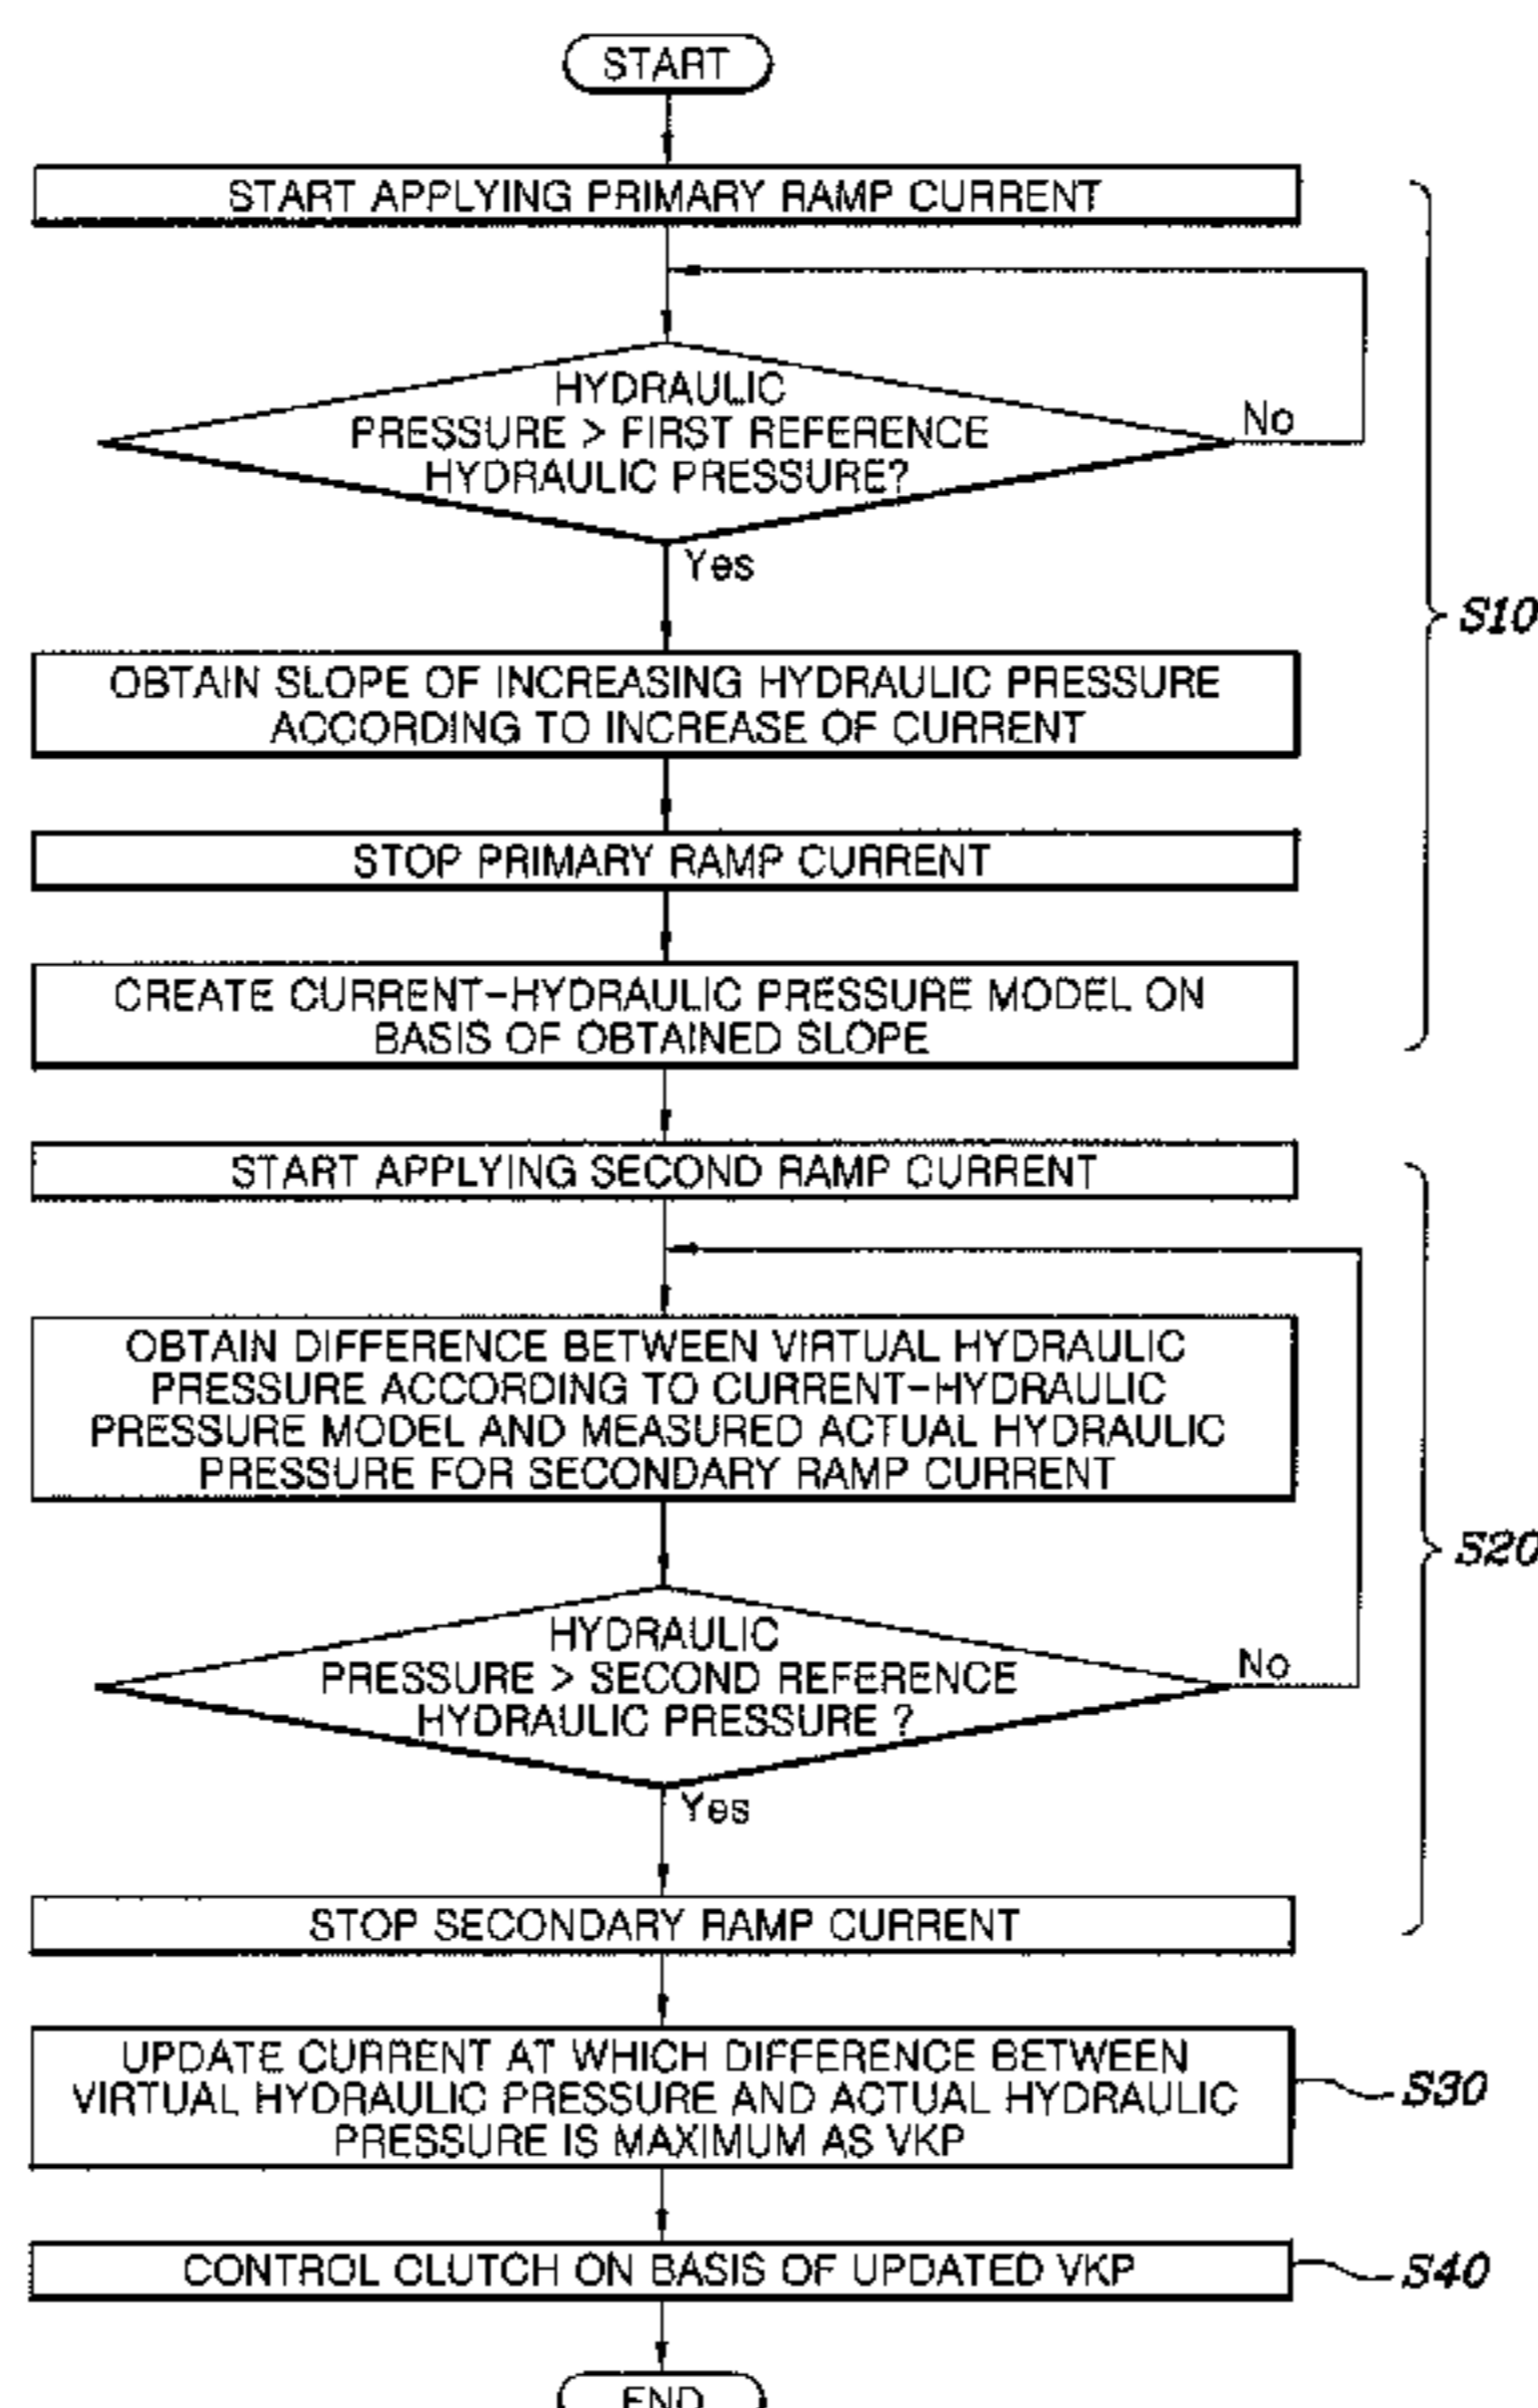 START
START APPLYING PRIMARY RAMP CURRENT
HYDRAULIC
PRESSURE > FIRST REFERENCE
HYDRAULIC PRESSURE?
No
Yes
OBTAIN SLOPE OF INCREASING HYDRAULIC PRESSURE
ACCORDING TO INCREASE OF CURRENT
STOP PRIMARY RAMP CURRENT
CREATE CURRENT-HYDRAULIC PRESSURE MODEL ON
BASIS OF OBTAINED SLOPE
S10
START APPLYING SECOND RAMP CURRENT
OBTAIN DIFFERENCE BETWEEN VIRTUAL HYDRAULIC
PRESSURE ACCORDING TO CURRENT-HYDRAULIC
PRESSURE MODEL AND MEASURED ACTUAL HYDRAULIC
PRESSURE FOR SECONDARY RAMP CURRENT
HYDRAULIC
PRESSURE > SECOND REFERENCE
HYDRAULIC PRESSURE ?
No
Yes
STOP SECONDARY RAMP CURRENT
S20
UPDATE CURRENT AT WHICH DIFFERENCE BETWEEN
VIRTUAL HYDRAULIC PRESSURE AND ACTUAL HYDRAULIC
PRESSURE IS MAXIMUM AS VKP
S30
CONTROL CLUTCH ON BASIS OF UPDATED VKP
S40
END